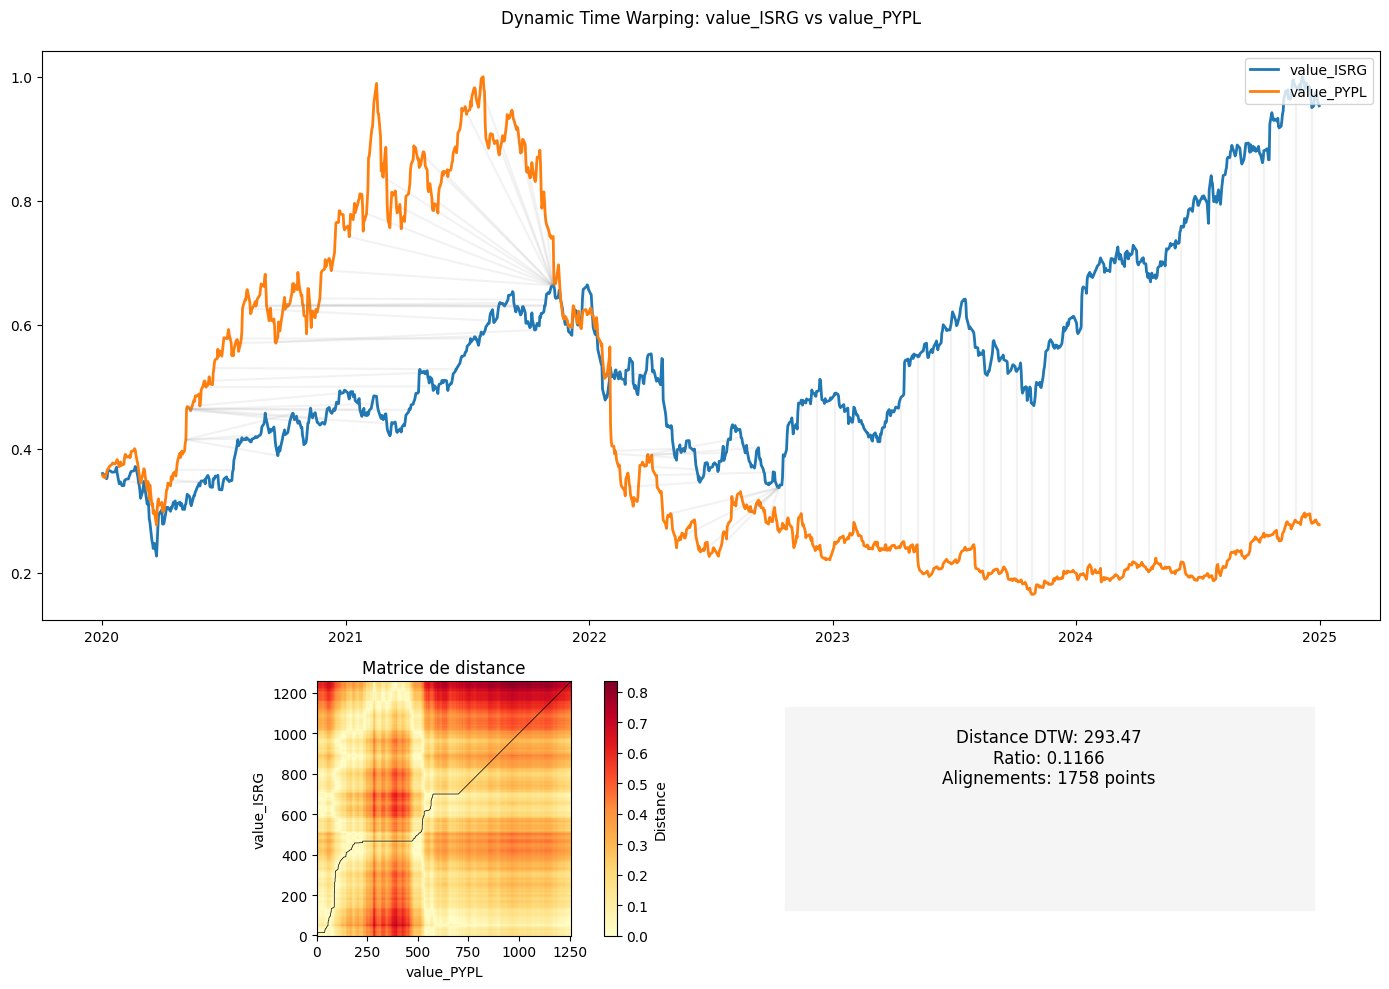 Dynamic Time Warping: value_ISRG vs value_PYPL
value_ISRG
value_PYPL
1.0
0.8
0.6
0.4
0.2
2020 2021 2022 2023 2024 2025
Matrice de distance
value_ISRG
1200
1000
800
600
400
200
0
0 250 500 750 1000 1250
value_PYPL
0.8
0.7
0.6
0.5
0.4
0.3
0.2
0.1
0.0
Distance
Distance DTW: 293.47
Ratio: 0.1166
Alignements: 1758 points